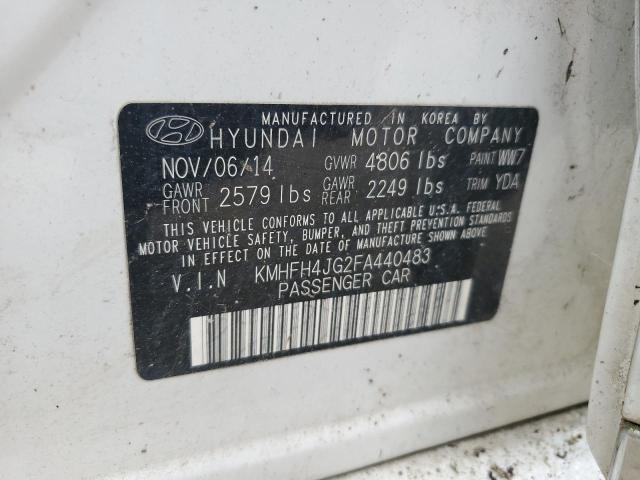 MANUFACTURED IN KOREA BY
HYUNDAI MOTOR COMPANY
NOV/06/14 GVWR 4806 lbs PAINT WW7
GAWR FRONT 2579 lbs GAWR REAR 2249 lbs TRIM YDA
THIS VEHICLE CONFORMS TO ALL APPLICABLE U.S.A. FEDERAL
MOTOR VEHICLE SAFETY, BUMPER, AND THEFT PREVENTION STANDARDS
IN EFFECT ON THE DATE OF MANUFACTURE SHOWN ABOVE.
V.I.N KMHFH4JG2FA440483
PASSENGER CAR